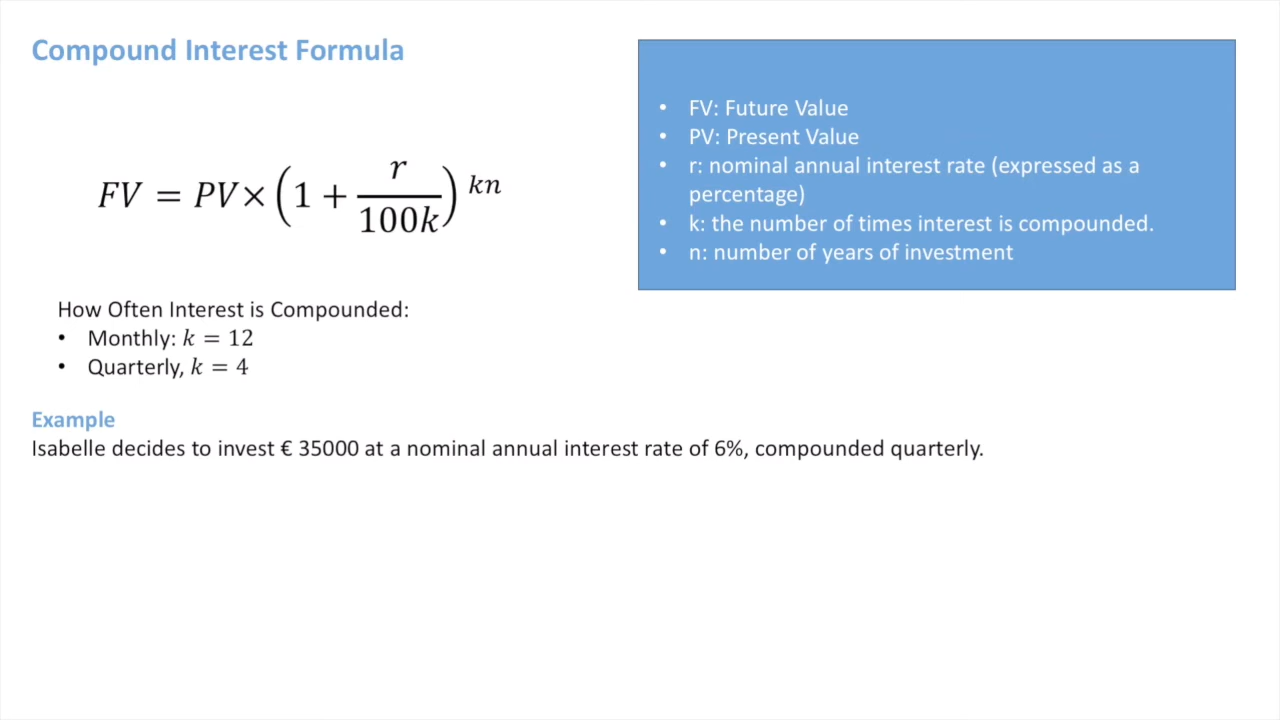 Compound Interest Formula
FV = PV × (1 + r/100k)^kn
• FV: Future Value
• PV: Present Value
• r: nominal annual interest rate (expressed as a
percentage)
• k: the number of times interest is compounded.
• n: number of years of investment
How Often Interest is Compounded:
• Monthly: k = 12
• Quarterly, k = 4
Example
Isabelle decides to invest € 35000 at a nominal annual interest rate of 6%, compounded quarterly.